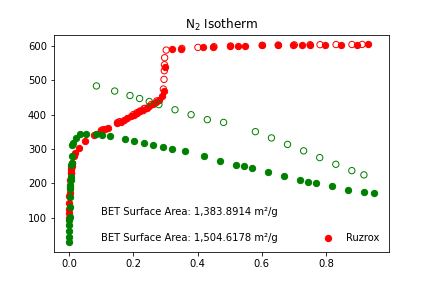 N₂ Isotherm
600
500
400
300
200
100
BET Surface Area: 1,383.8914 m²/g
BET Surface Area: 1,504.6178 m²/g
Ruzrox
0.0 0.2 0.4 0.6 0.8